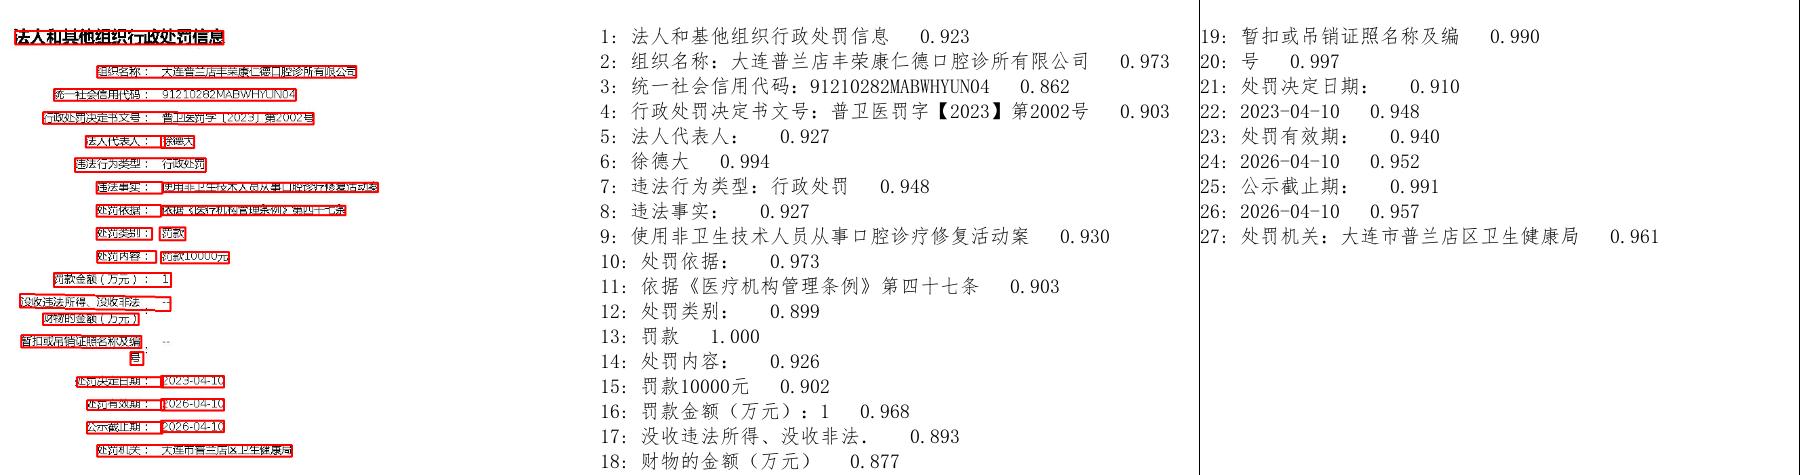 法人和其他组织行政处罚信息
组织名称： 大连普兰店丰荣康仁德口腔诊所有限公司
统一社会信用代码： 91210282MABWHYUN04
行政处罚决定书文号： 普卫医罚字〔2023〕第2002号
法人代表人： 徐德大
违法行为类型： 行政处罚
违法事实： 使用非卫生技术人员从事口腔诊疗修复活动案
处罚依据： 依据《医疗机构管理条例》第四十七条
处罚类别： 罚款
处罚内容： 罚款10000元
罚款金额（万元）： 1
没收违法所得、没收非法 --
财物的金额（万元）：
暂扣或吊销证照名称及编 --
号：
处罚决定日期： 2023-04-10
处罚有效期： 2026-04-10
公示截止期： 2026-04-10
处罚机关： 大连市普兰店区卫生健康局
1: 法人和基他组织行政处罚信息 0.923
2: 组织名称: 大连普兰店丰荣康仁德口腔诊所有限公司 0.973
3: 统一社会信用代码: 91210282MABWHYUN04 0.862
4: 行政处罚决定书文号: 普卫医罚字【2023】第2002号 0.903
5: 法人代表人: 0.927
6: 徐德大 0.994
7: 违法行为类型: 行政处罚 0.948
8: 违法事实: 0.927
9: 使用非卫生技术人员从事口腔诊疗修复活动案 0.930
10: 处罚依据: 0.973
11: 依据《医疗机构管理条例》第四十七条 0.903
12: 处罚类别: 0.899
13: 罚款 1.000
14: 处罚内容: 0.926
15: 罚款10000元 0.902
16: 罚款金额（万元）: 1 0.968
17: 没收违法所得、没收非法. 0.893
18: 财物的金额（万元） 0.877
19: 暂扣或吊销证照名称及编 0.990
20: 号 0.997
21: 处罚决定日期: 0.910
22: 2023-04-10 0.948
23: 处罚有效期: 0.940
24: 2026-04-10 0.952
25: 公示截止期: 0.991
26: 2026-04-10 0.957
27: 处罚机关: 大连市普兰店区卫生健康局 0.961